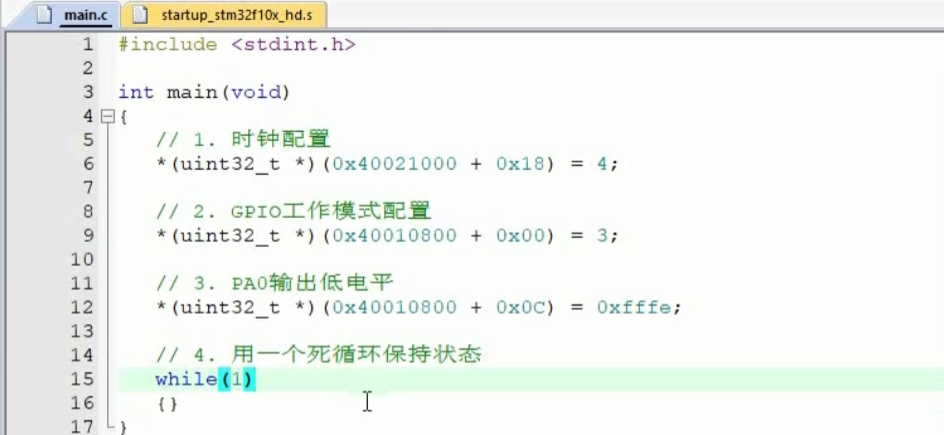 main.c startup_stm32f10x_hd.s
1 #include <stdint.h>
2
3 int main(void)
4 {
5 // 1. 时钟配置
6 *(uint32_t *)(0x40021000 + 0x18) = 4;
7
8 // 2. GPIO工作模式配置
9 *(uint32_t *)(0x40010800 + 0x00) = 3;
10
11 // 3. PA0输出低电平
12 *(uint32_t *)(0x40010800 + 0x0C) = 0xfffe;
13
14 // 4. 用一个死循环保持状态
15 while(1)
16 {}
17 }